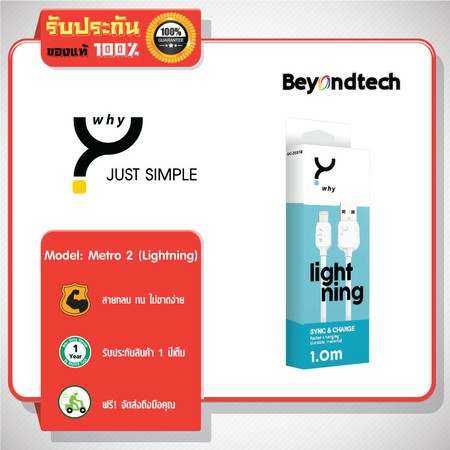 รับประกัน
ของแท้ 100%
100%
GUARANTEE
Beyondtech
why
JUST SIMPLE
Model: Metro 2 (Lightning)
สายกลม ทน ไม่ขาดง่าย
1
Year
รับประกันสินค้า 1 ปีเต็ม
ฟรี! จัดส่งถึงมือคุณ
why
light
ning
SYNC & CHARGE
faster charging
durable material
1.0m